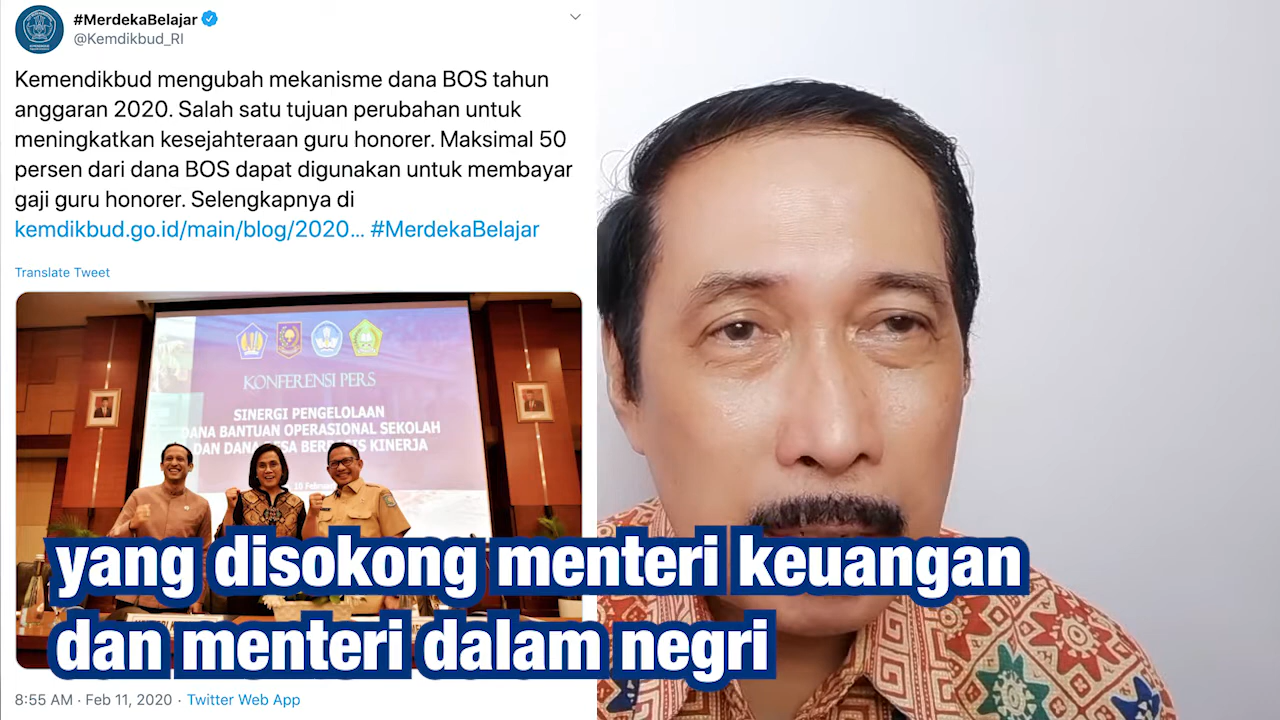 #MerdekaBelajar
@Kemdikbud_RI
Kemendikbud mengubah mekanisme dana BOS tahun
anggaran 2020. Salah satu tujuan perubahan untuk
meningkatkan kesejahteraan guru honorer. Maksimal 50
persen dari dana BOS dapat digunakan untuk membayar
gaji guru honorer. Selengkapnya di
kemdikbud.go.id/main/blog/2020... #MerdekaBelajar
Translate Tweet
KONFERENSI PERS
SINERGI PENGELOLAAN
DANA BANTUAN OPERASIONAL SEKOLAH
DAN DANA DESA BERBASIS KINERJA
yang disokong menteri keuangan
dan menteri dalam negri
8:55 AM · Feb 11, 2020 · Twitter Web App